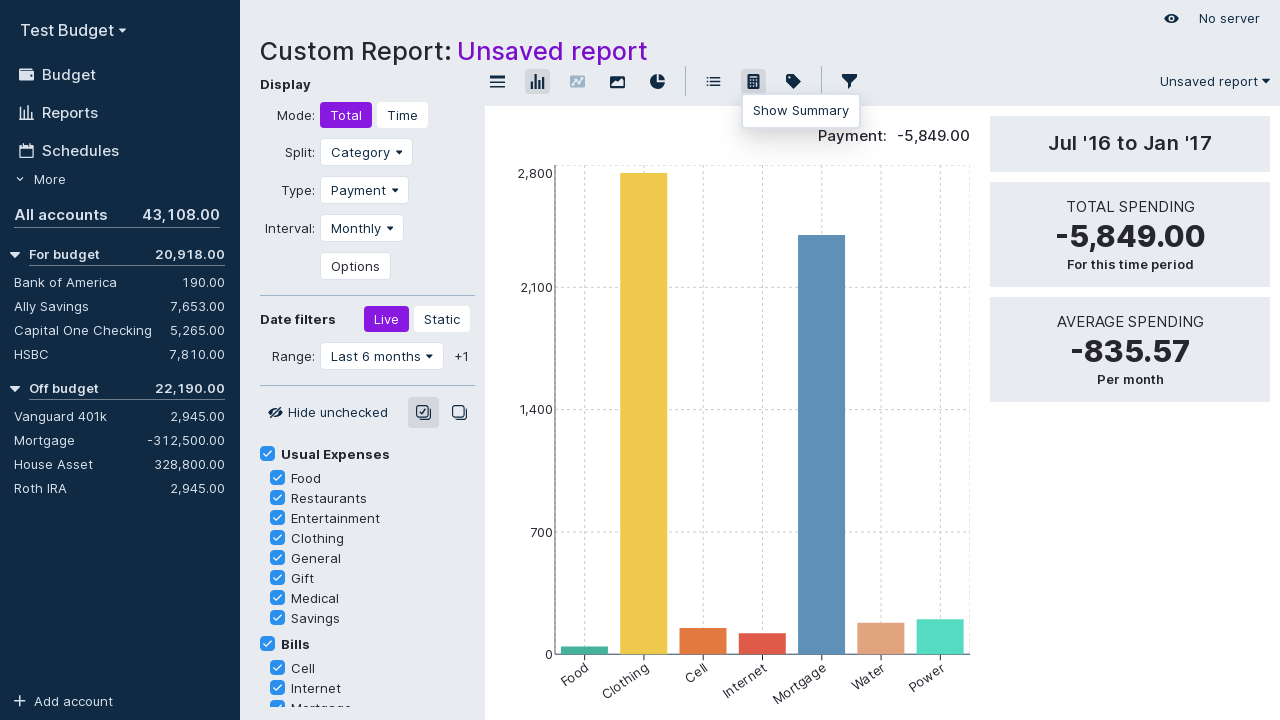 Test Budget
Budget
Reports
Schedules
More
All accounts 43,108.00
For budget 20,918.00
Bank of America 190.00
Ally Savings 7,653.00
Capital One Checking 5,265.00
HSBC 7,810.00
Off budget 22,190.00
Vanguard 401k 2,945.00
Mortgage -312,500.00
House Asset 328,800.00
Roth IRA 2,945.00
Add account
No server
Custom Report: Unsaved report
Display
Mode: Total Time
Split: Category
Type: Payment
Interval: Monthly
Options
Date filters Live Static
Range: Last 6 months +1
Hide unchecked
Usual Expenses
Food
Restaurants
Entertainment
Clothing
General
Gift
Medical
Savings
Bills
Cell
Internet
Mortgage
Unsaved report
Show Summary
Payment: -5,849.00
2,800
2,100
1,400
700
0
Food Clothing Cell Internet Mortgage Water Power
Jul '16 to Jan '17
TOTAL SPENDING
-5,849.00
For this time period
AVERAGE SPENDING
-835.57
Per month